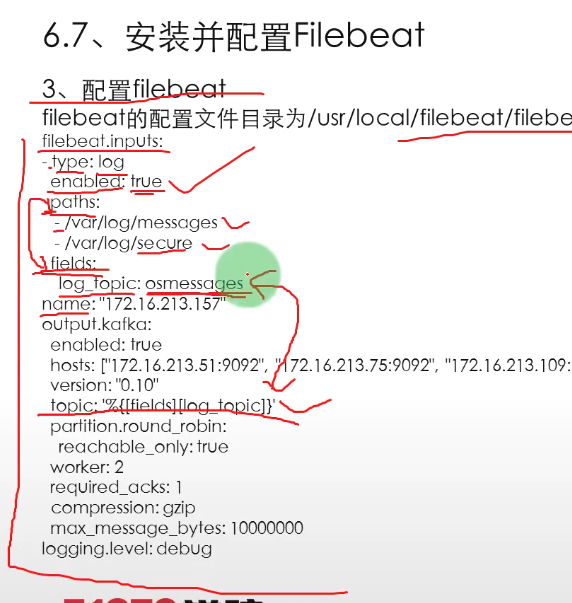 6.7、安装并配置Filebeat
3、配置filebeat
filebeat的配置文件目录为/usr/local/filebeat/filebe
filebeat.inputs:
- type: log
enabled: true
paths:
- /var/log/messages
- /var/log/secure
fields:
log_topic: osmessages
name: "172.16.213.157"
output.kafka:
enabled: true
hosts: ["172.16.213.51:9092", "172.16.213.75:9092", "172.16.213.109:
version: "0.10"
topic: '%{[fields][log_topic]}'
partition.round_robin:
reachable_only: true
worker: 2
required_acks: 1
compression: gzip
max_message_bytes: 10000000
logging.level: debug